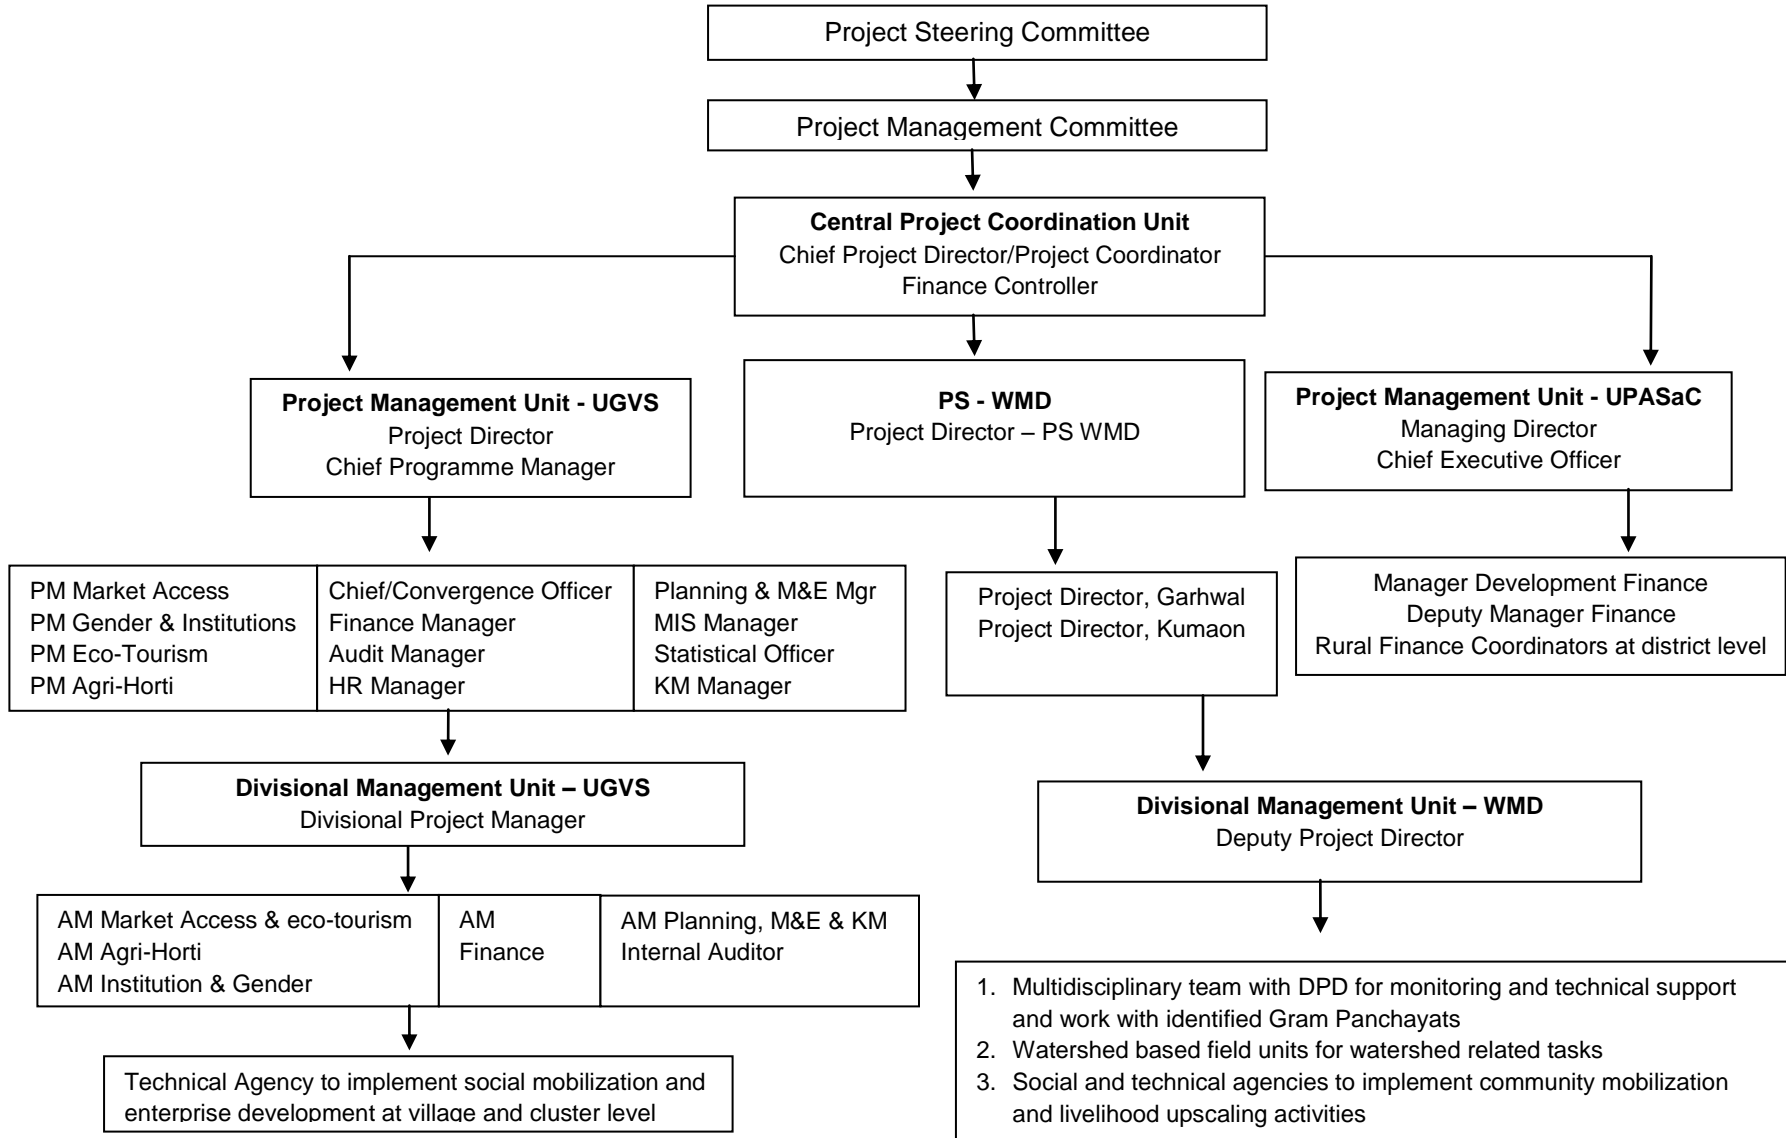 Project Steering Committee
Project Management Committee
Central Project Coordination Unit
Chief Project Director/Project Coordinator
Finance Controller
Project Management Unit - UGVS
Project Director
Chief Programme Manager
PS - WMD
Project Director – PS WMD
Project Management Unit - UPASaC
Managing Director
Chief Executive Officer
PM Market Access
PM Gender & Institutions
PM Eco-Tourism
PM Agri-Horti
Chief/Convergence Officer
Finance Manager
Audit Manager
HR Manager
Planning & M&E Mgr
MIS Manager
Statistical Officer
KM Manager
Project Director, Garhwal
Project Director, Kumaon
Manager Development Finance
Deputy Manager Finance
Rural Finance Coordinators at district level
Divisional Management Unit – UGVS
Divisional Project Manager
Divisional Management Unit – WMD
Deputy Project Director
AM Market Access & eco-tourism
AM Agri-Horti
AM Institution & Gender
AM
Finance
AM Planning, M&E & KM
Internal Auditor
Technical Agency to implement social mobilization and
enterprise development at village and cluster level
1. Multidisciplinary team with DPD for monitoring and technical support
and work with identified Gram Panchayats
2. Watershed based field units for watershed related tasks
3. Social and technical agencies to implement community mobilization
and livelihood upscaling activities